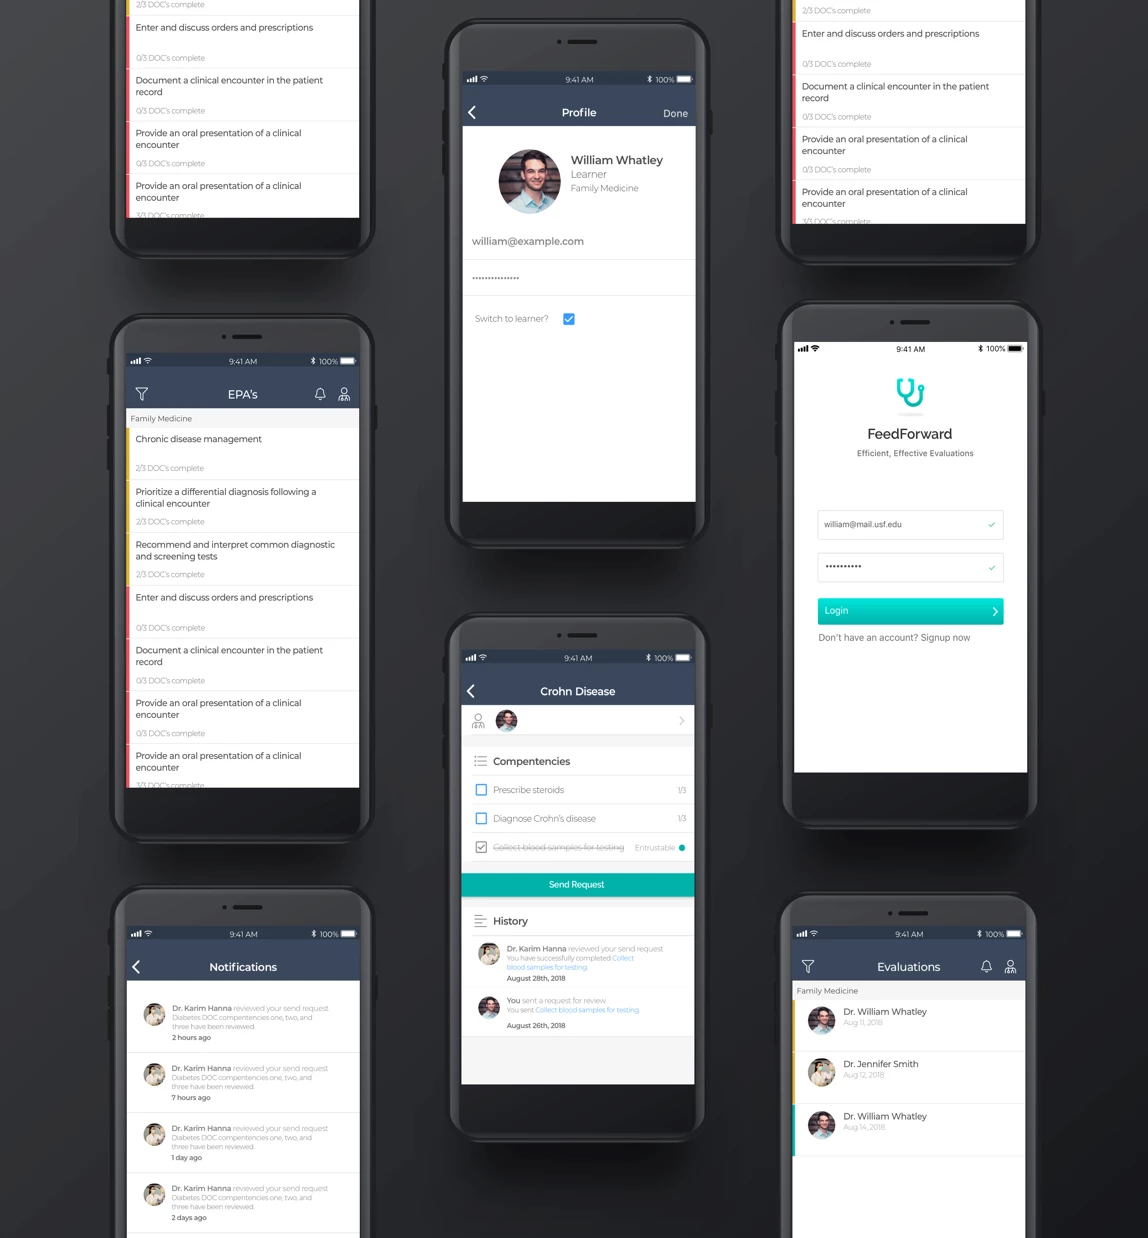 2/3 DOC's complete
Enter and discuss orders and prescriptions
0/3 DOC's complete
Document a clinical encounter in the patient
record
0/3 DOC's complete
Provide an oral presentation of a clinical
encounter
0/3 DOC's complete
Provide an oral presentation of a clinical
encounter
3/3 DOC's complete
9:41 AM
100%
Profile
Done
William Whatley
Learner
Family Medicine
william@example.com
Switch to learner?
2/3 DOC's complete
Enter and discuss orders and prescriptions
0/3 DOC's complete
Document a clinical encounter in the patient
record
0/3 DOC's complete
Provide an oral presentation of a clinical
encounter
0/3 DOC's complete
Provide an oral presentation of a clinical
encounter
3/3 DOC's complete
9:41 AM
100%
EPA's
Family Medicine
Chronic disease management
2/3 DOC's complete
Prioritize a differential diagnosis following a
clinical encounter
2/3 DOC's complete
Recommend and interpret common diagnostic
and screening tests
2/3 DOC's complete
Enter and discuss orders and prescriptions
0/3 DOC's complete
Document a clinical encounter in the patient
record
0/3 DOC's complete
Provide an oral presentation of a clinical
encounter
0/3 DOC's complete
Provide an oral presentation of a clinical
encounter
3/3 DOC's complete
9:41 AM
100%
FeedForward
Efficient, Effective Evaluations
william@mail.usf.edu
Login
Don't have an account? Signup now
9:41 AM
100%
Crohn Disease
Compentencies
Prescribe steroids
1/3
Diagnose Crohn's disease
1/3
Collect blood samples for testing
Entrustable
Send Request
History
Dr. Karim Hanna reviewed your send request
You have successfully completed Collect
blood samples for testing.
August 28th, 2018
You sent a request for review
You sent Collect blood samples for testing.
August 26th, 2018
9:41 AM
100%
Notifications
Dr. Karim Hanna reviewed your send request
Diabetes DOC compentencies one, two, and
three have been reviewed.
2 hours ago
Dr. Karim Hanna reviewed your send request
Diabetes DOC compentencies one, two, and
three have been reviewed.
7 hours ago
Dr. Karim Hanna reviewed your send request
Diabetes DOC compentencies one, two, and
three have been reviewed.
1 day ago
Dr. Karim Hanna reviewed your send request
Diabetes DOC compentencies one, two, and
three have been reviewed.
2 days ago
9:41 AM
100%
Evaluations
Family Medicine
Dr. William Whatley
Aug 11, 2018
Dr. Jennifer Smith
Aug 12, 2018
Dr. William Whatley
Aug 14, 2018